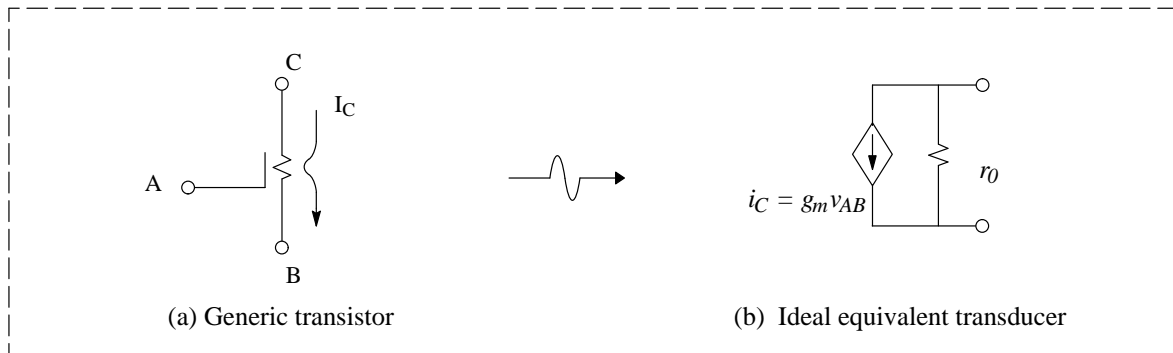 C
I_C
A
B
r_0
i_C = g_m v_AB
(a) Generic transistor
(b) Ideal equivalent transducer